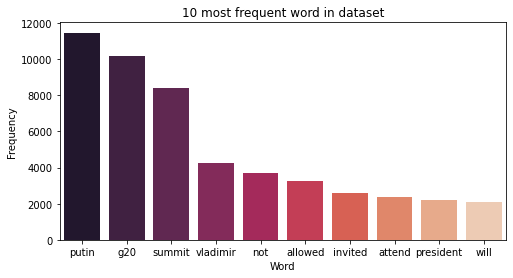 10 most frequent word in dataset
12000
10000
8000
6000
4000
2000
0
Frequency
putin g20 summit vladimir not allowed invited attend president will
Word